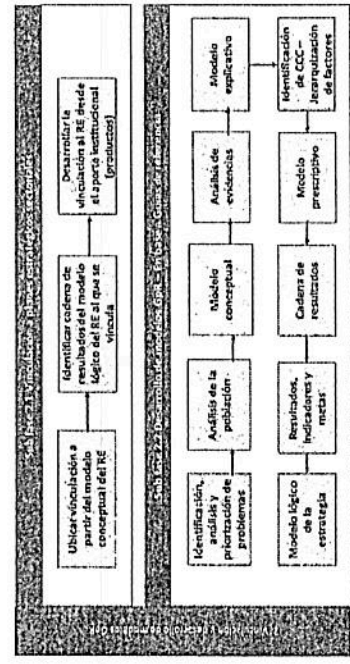 Ubicar vinculación a
partir del modelo
conceptual del RE
Identificar cadena de
resultados del modelo
lógico del RE al que se
vincula
Desarrollar la
vinculación al RE desde
el aporte institucional
(productos)
Identificación,
análisis y
priorización de
problemas
Análisis de la
población
Modelo
conceptual
Análisis de
evidencias
Modelo
explicativo
Identificación
de CCC –
Jerarquización
de factores
Modelo
prescriptivo
Cadena de
resultados
Resultados,
indicadores y
metas
Modelo lógico
de la
estrategia